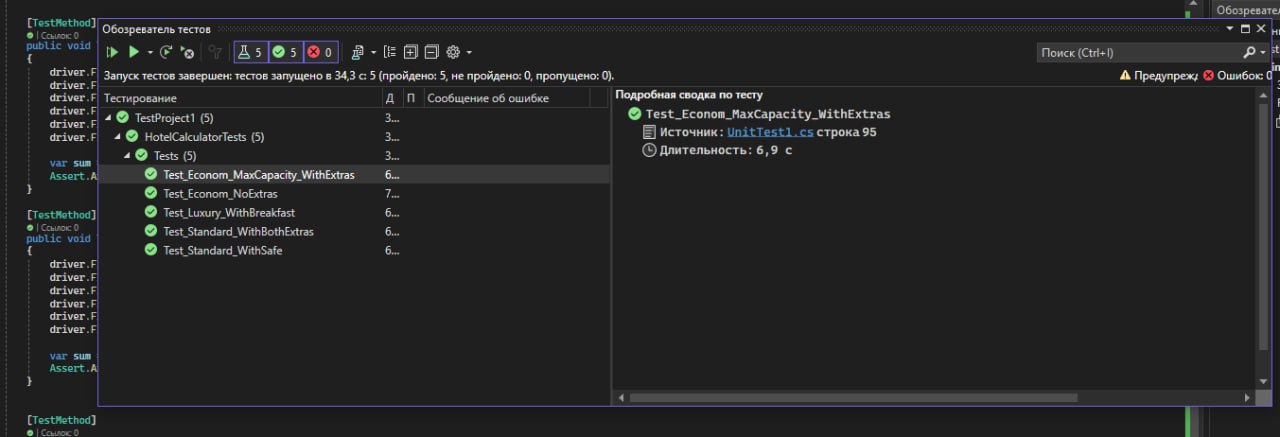 [TestMethod]
Ссылок: 0
public void
{
driver.F
driver.F
driver.F
driver.F
driver.F
driver.F
var sum
Assert.A
}
[TestMethod]
Ссылок: 0
public void
{
driver.F
driver.F
driver.F
driver.F
driver.F
driver.F
var sum
Assert.A
}
[TestMethod]
Ссылок: 0
Обозреватель тестов
5 5 0
Поиск (Ctrl+I)
Запуск тестов завершен: тестов запущено в 34,3 с: 5 (пройдено: 5, не пройдено: 0, пропущено: 0).
Предупрежд Ошибок: 0
Тестирование Д П Сообщение об ошибке
TestProject1 (5) 3...
HotelCalculatorTests (5) 3...
Tests (5) 3...
Test_Econom_MaxCapacity_WithExtras 6...
Test_Econom_NoExtras 7...
Test_Luxury_WithBreakfast 6...
Test_Standard_WithBothExtras 6...
Test_Standard_WithSafe 6...
Подробная сводка по тесту
Test_Econom_MaxCapacity_WithExtras
Источник: UnitTest1.cs строка 95
Длительность: 6,9 с
Обозревател